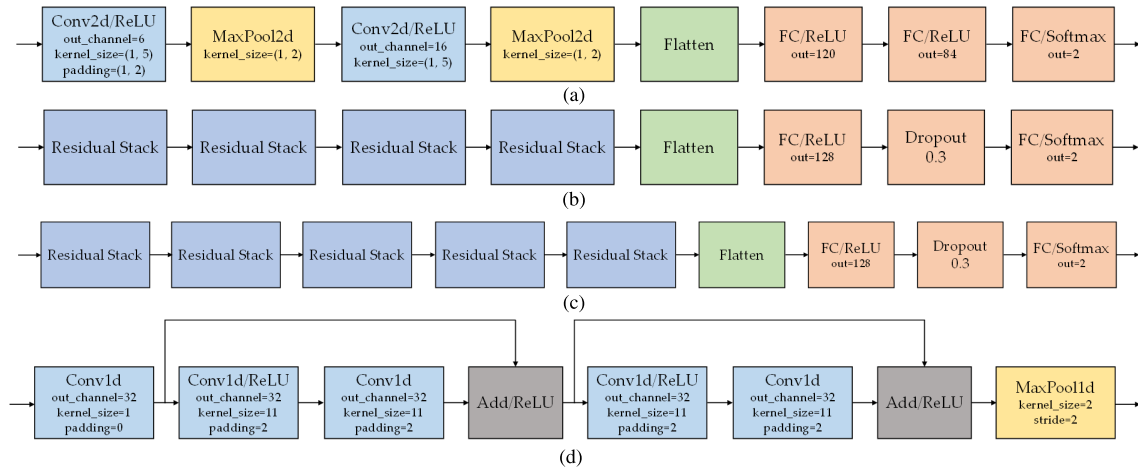 Conv2d/ReLU
out_channel=6
kernel_size=(1, 5)
padding=(1, 2)
MaxPool2d
kernel_size=(1, 2)
Conv2d/ReLU
out_channel=16
kernel_size=(1, 5)
MaxPool2d
kernel_size=(1, 2)
Flatten
FC/ReLU
out=120
FC/ReLU
out=84
FC/Softmax
out=2
(a)
Residual Stack
Residual Stack
Residual Stack
Residual Stack
Flatten
FC/ReLU
out=128
Dropout
0.3
FC/Softmax
out=2
(b)
Residual Stack
Residual Stack
Residual Stack
Residual Stack
Residual Stack
Flatten
FC/ReLU
out=128
Dropout
0.3
FC/Softmax
out=2
(c)
Conv1d
out_channel=32
kernel_size=1
padding=0
Conv1d/ReLU
out_channel=32
kernel_size=11
padding=2
Conv1d
out_channel=32
kernel_size=11
padding=2
Add/ReLU
Conv1d/ReLU
out_channel=32
kernel_size=11
padding=2
Conv1d
out_channel=32
kernel_size=11
padding=2
Add/ReLU
MaxPool1d
kernel_size=2
stride=2
(d)